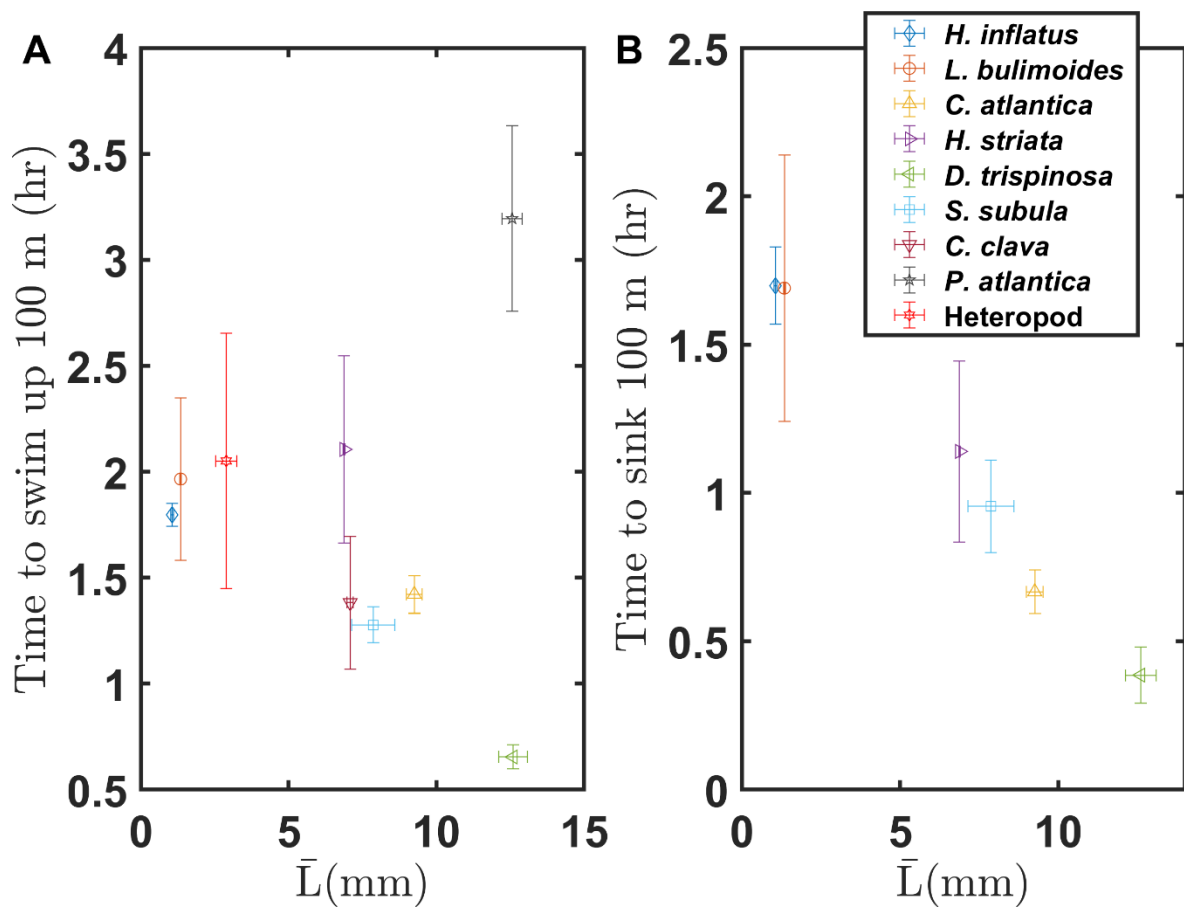 A
Time to swim up 100 m (hr)
4
3.5
3
2.5
2
1.5
1
0.5
0
5
10
15
L̄(mm)
B
Time to sink 100 m (hr)
2.5
2
1.5
1
0.5
0
0
5
10
L̄(mm)
H. inflatus
L. bulimoides
C. atlantica
H. striata
D. trispinosa
S. subula
C. clava
P. atlantica
Heteropod